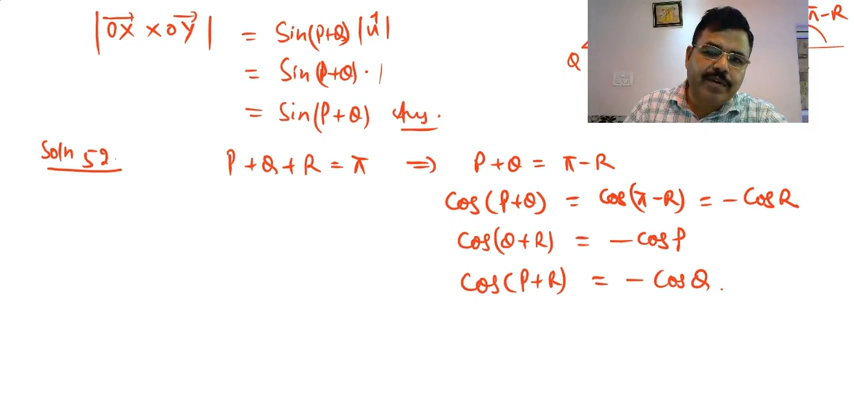 |OX × OY| = Sin(P+Q) |û|
= Sin(P+Q) · 1
= Sin(P+Q) Ans.
Q
π-R
Soln 52. P + Q + R = π ⇒ P+Q = π-R
Cos(P+Q) = Cos(π-R) = - Cos R
Cos(Q+R) = - Cos P
Cos(P+R) = - Cos Q.